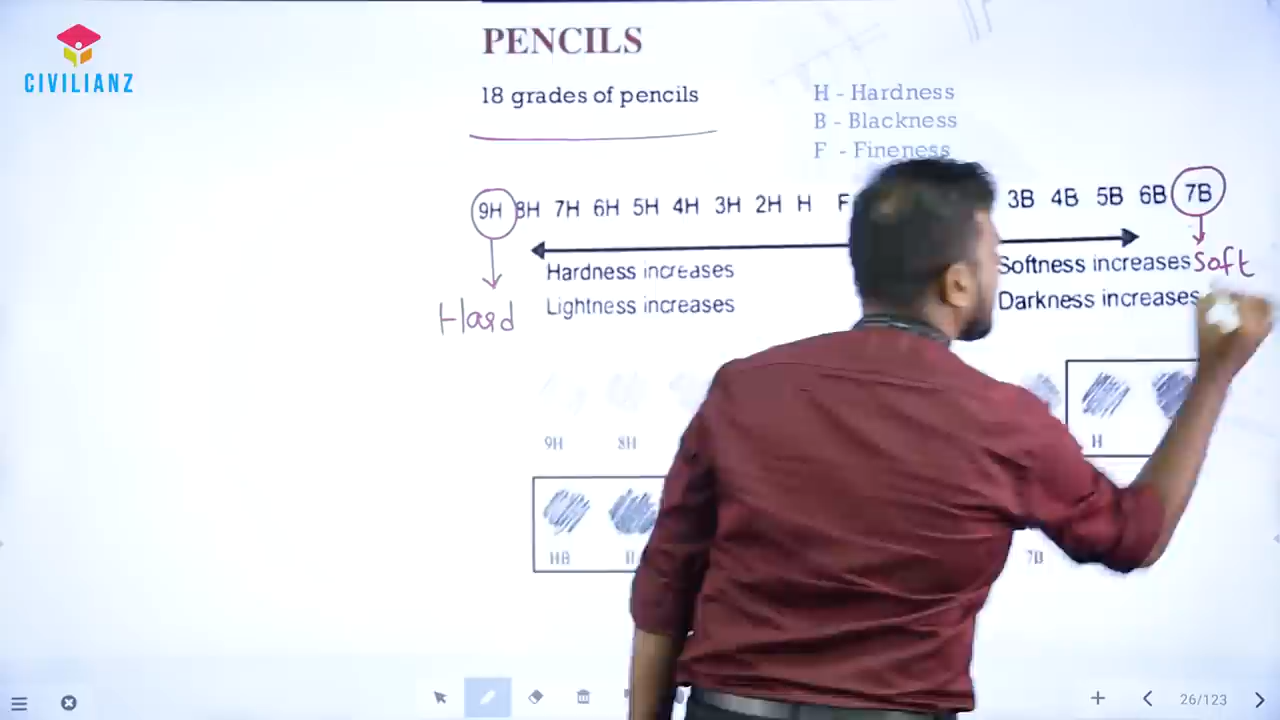 CIVILIANZ
PENCILS
18 grades of pencils
H - Hardness
B - Blackness
F - Fineness
9H 8H 7H 6H 5H 4H 3H 2H H F 3B 4B 5B 6B 7B
Hardness increases
Lightness increases
Softness increases Soft
Darkness increases
Hard
9H 8H H
HB 7B
26/123